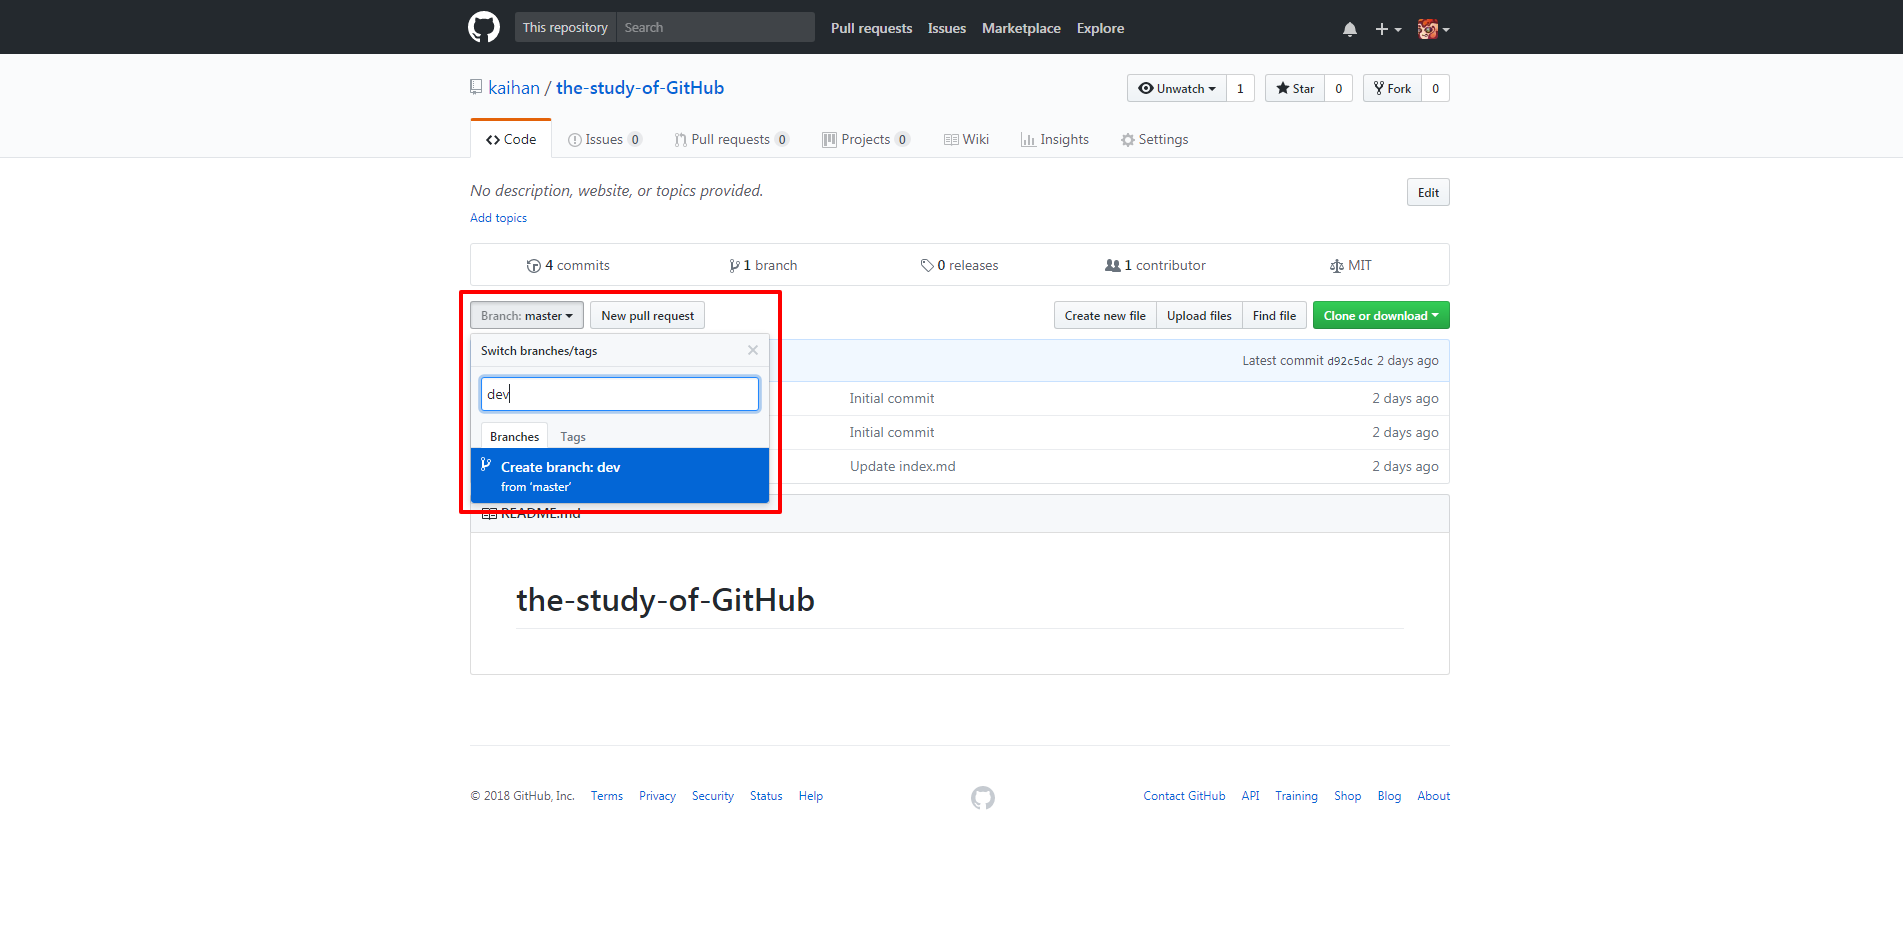 This repository Search Pull requests Issues Marketplace Explore
kaihan / the-study-of-GitHub Unwatch 1 Star 0 Fork 0
Code Issues 0 Pull requests 0 Projects 0 Wiki Insights Settings
No description, website, or topics provided. Edit
Add topics
4 commits 1 branch 0 releases 1 contributor MIT
Branch: master New pull request Create new file Upload files Find file Clone or download
Switch branches/tags
Latest commit d92c5dc 2 days ago
dev
Initial commit 2 days ago
Branches Tags
Initial commit 2 days ago
Create branch: dev
from ‘master’
Update index.md 2 days ago
README.md
the-study-of-GitHub
© 2018 GitHub, Inc. Terms Privacy Security Status Help Contact GitHub API Training Shop Blog About